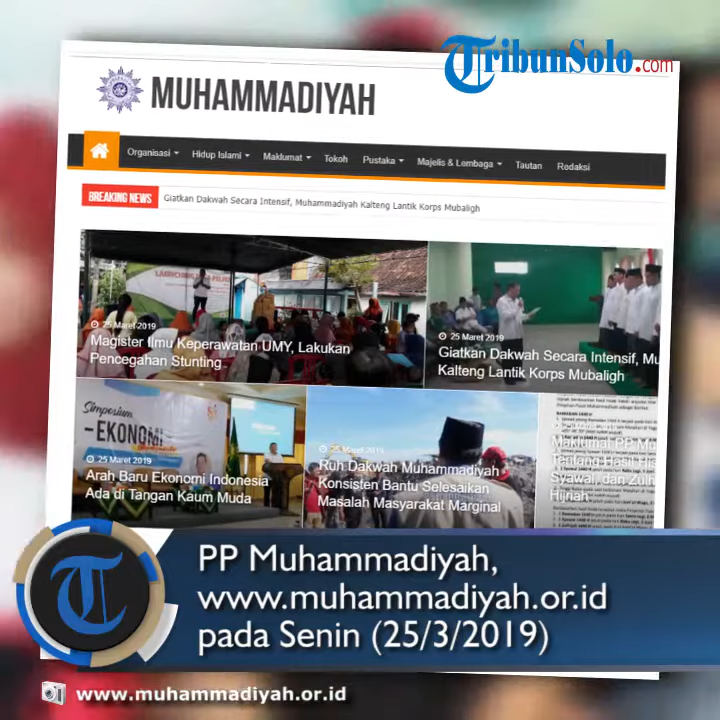 TribunSolo.com
MUHAMMADIYAH
Organisasi Hidup Islami Maklumat Tokoh Pustaka Majelis & Lembaga Tautan Redaksi
BREAKING NEWS Giatkan Dakwah Secara Intensif, Muhammadiyah Kalteng Lantik Korps Mubaligh
25 Maret 2019
Magister Ilmu Keperawatan UMY, Lakukan
Pencegahan Stunting
25 Maret 2019
Giatkan Dakwah Secara Intensif, Mu
Kalteng Lantik Korps Mubaligh
Simposium
EKONOMI
25 Maret 2019
Arah Baru Ekonomi Indonesia
Ada di Tangan Kaum Muda
25 Maret 2019
Ruh Dakwah Muhammadiyah
Konsisten Bantu Selesaikan
Masalah Masyarakat Marginal
Maklumat PP Mu
Tentang Hasil His
Syawal, dan Zulh
Hijriah
T
PP Muhammadiyah,
www.muhammadiyah.or.id
pada Senin (25/3/2019)
www.muhammadiyah.or.id